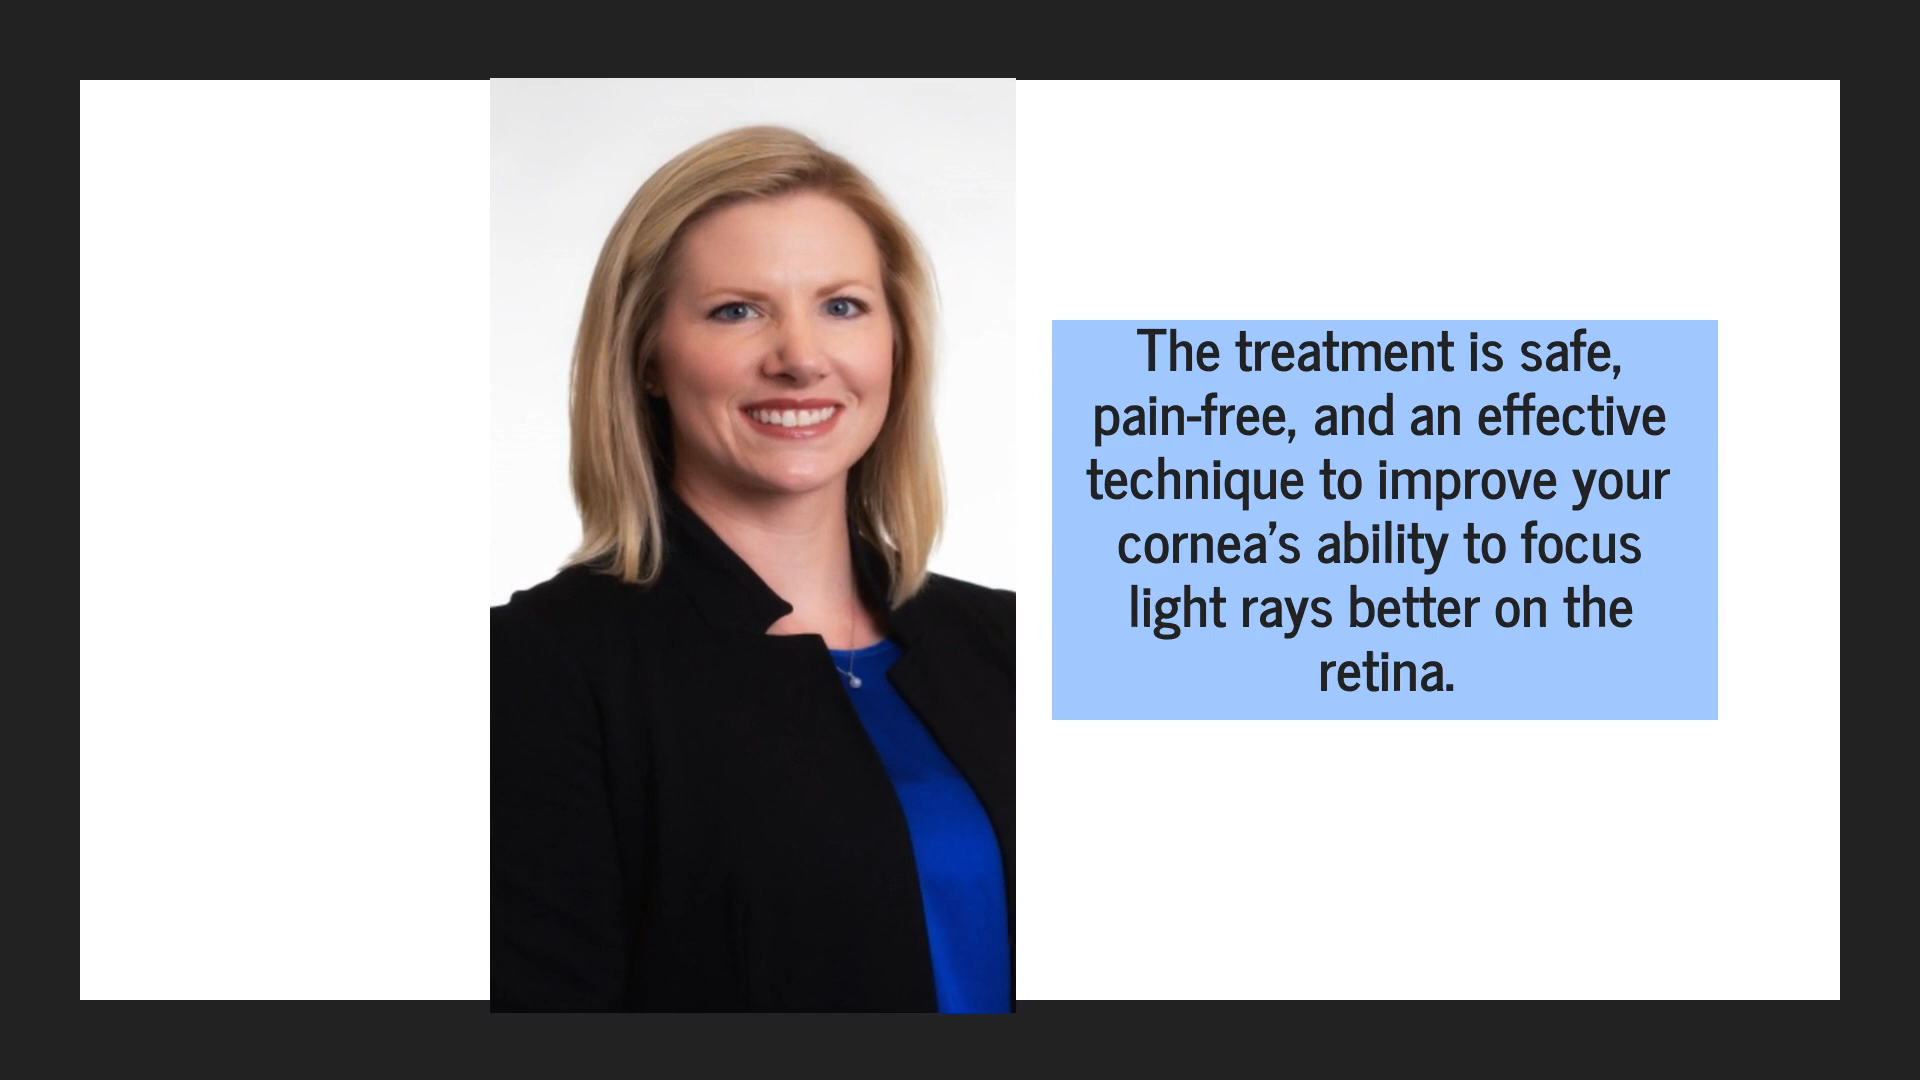 The treatment is safe,
pain-free, and an effective
technique to improve your
cornea’s ability to focus
light rays better on the
retina.